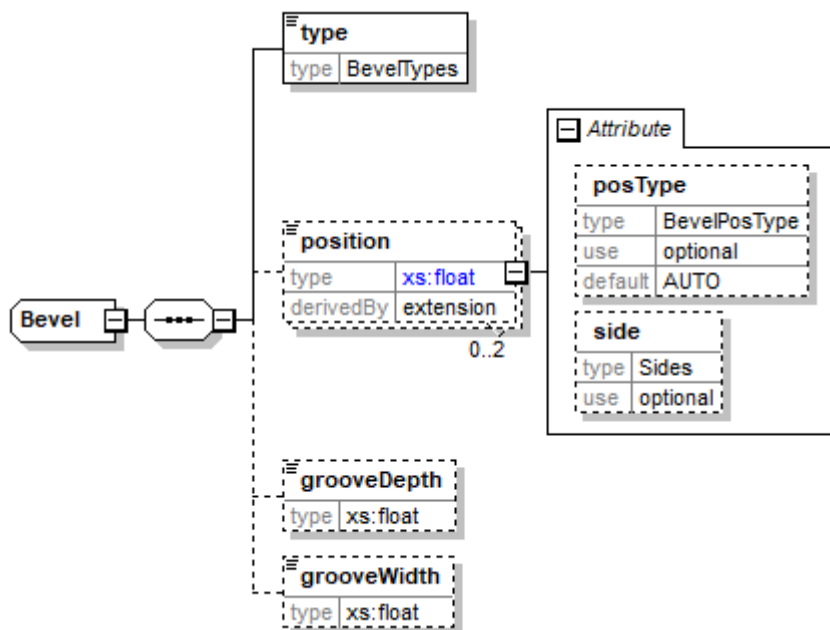 type
type BevelTypes
Attribute
posType
type BevelPosType
use optional
default AUTO
position
type xs:float
derivedBy extension
0..2
side
type Sides
use optional
Bevel
grooveDepth
type xs:float
grooveWidth
type xs:float